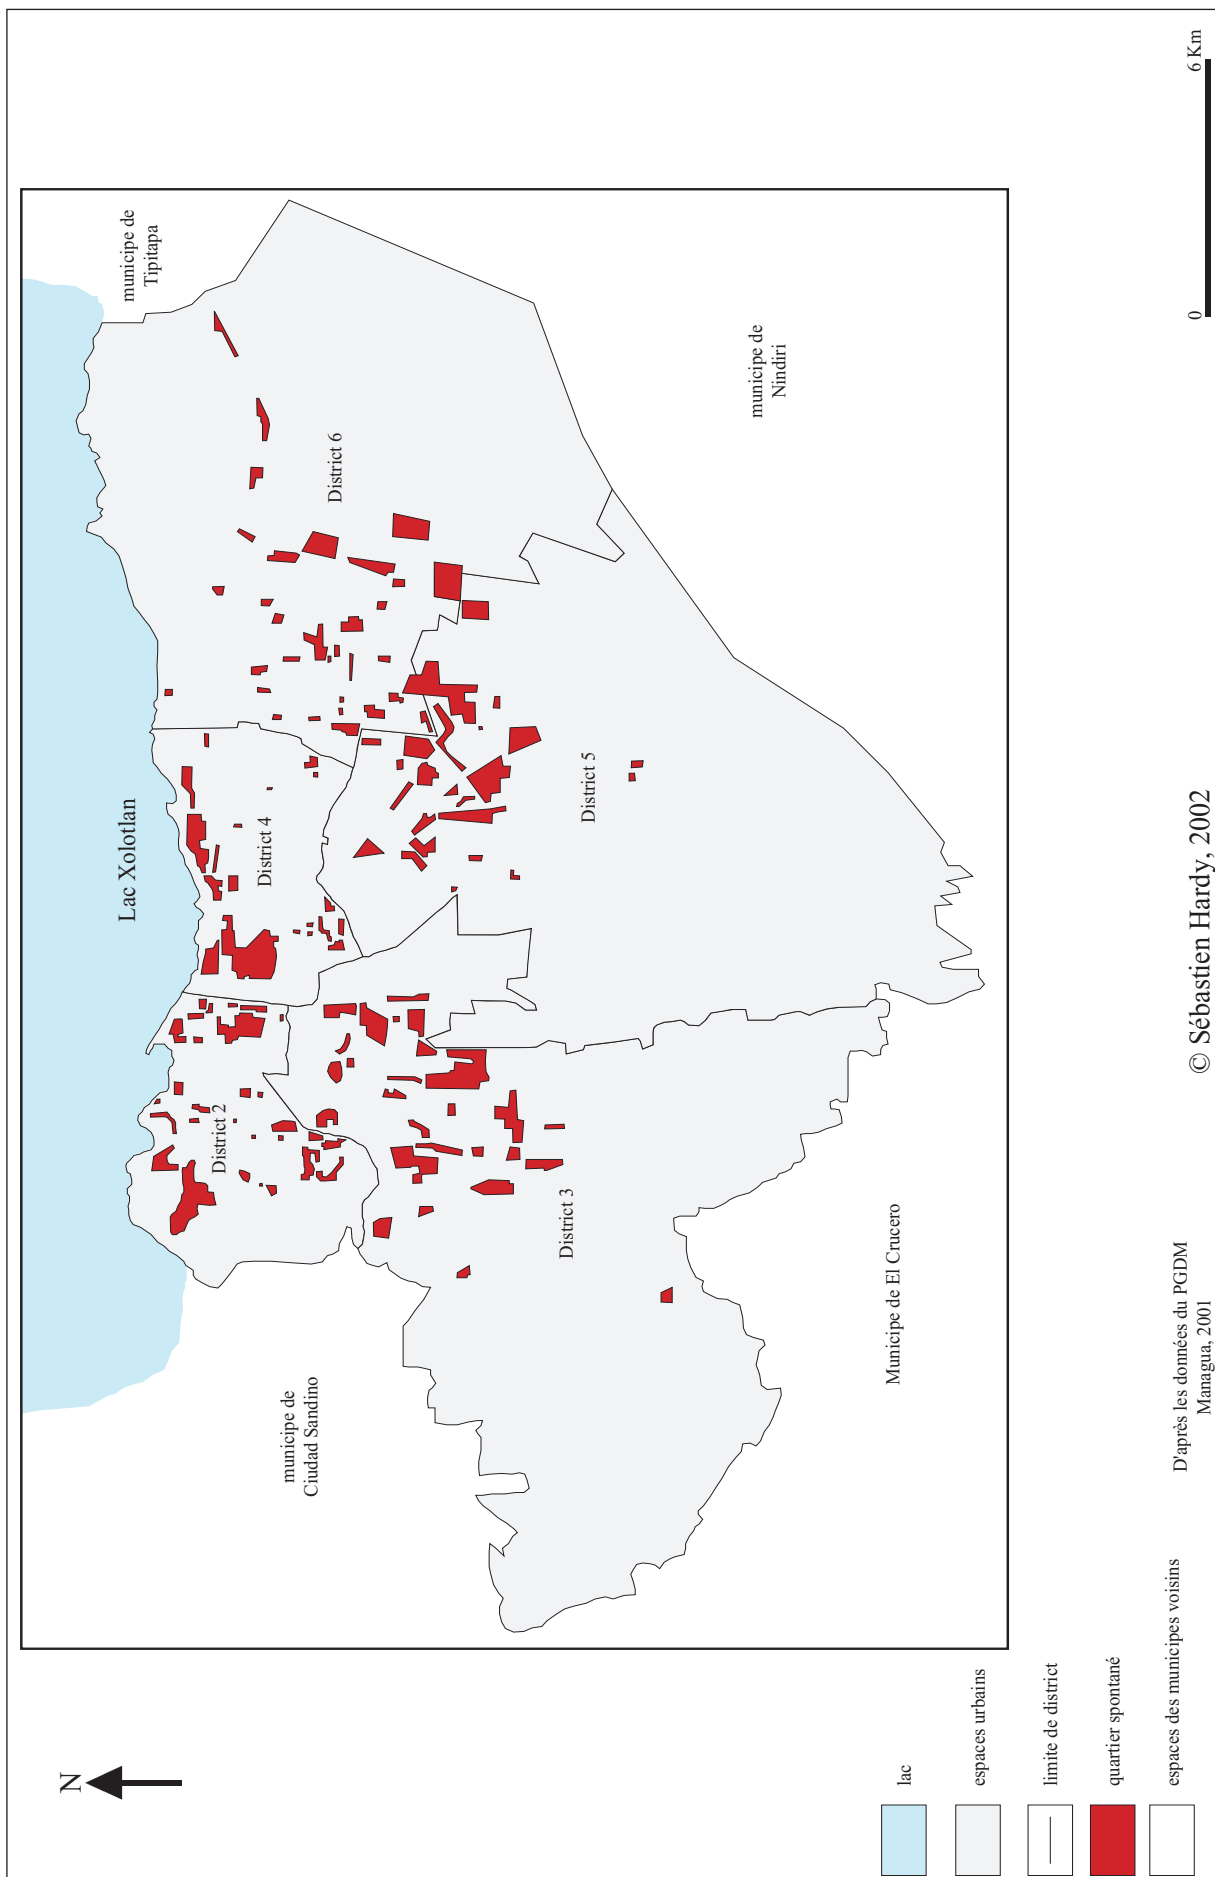 N
Lac Xolotlan
municipe de
Tipitapa
District 2
District 4
District 6
municipe de
Ciudad Sandino
District 3
District 5
municipe de
Nindiri
Municipe de El Crucero
lac
espaces urbains
limite de district
quartier spontané
espaces des municipes voisins
D'après les données du PGDM
Managua, 2001
© Sébastien Hardy, 2002
0
6 Km